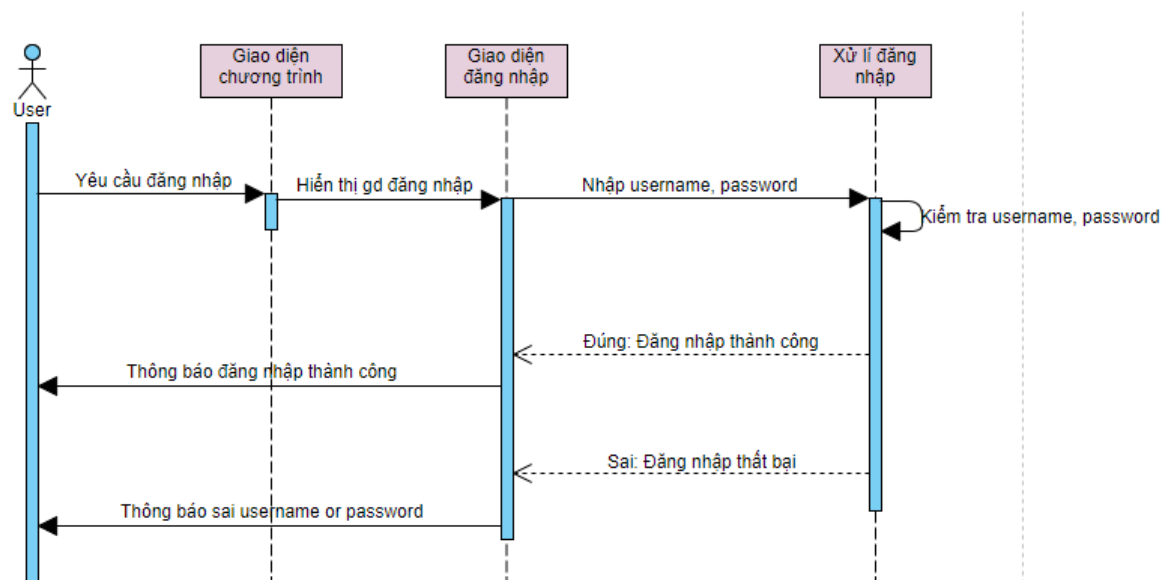 Giao diện
chương trình
Giao diện
đăng nhập
Xử lí đăng
nhập
User
Yêu cầu đăng nhập
Hiển thị gd đăng nhập
Nhập username, password
Kiểm tra username, password
Đúng: Đăng nhập thành công
Thông báo đăng nhập thành công
Sai: Đăng nhập thất bại
Thông báo sai username or password